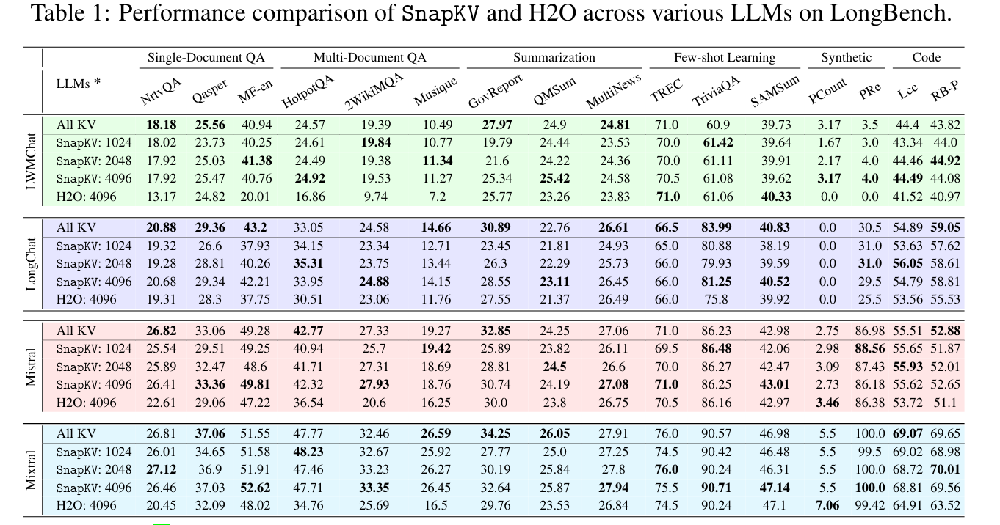 Table 1: Performance comparison of SnapKV and H2O across various LLMs on LongBench.
Single-Document QA Multi-Document QA Summarization Few-shot Learning Synthetic Code
LLMs * NrtvQA Qasper MF-en HotpotQA 2WikiMQA Musique GovReport QMSum MultiNews TREC TriviaQA SAMSum PCount PRe Lcc RB-P
LWMChat
All KV 18.18 25.56 40.94 24.57 19.39 10.49 27.97 24.9 24.81 71.0 60.9 39.73 3.17 3.5 44.4 43.82
SnapKV: 1024 18.02 23.73 40.25 24.61 19.84 10.77 19.79 24.44 23.53 70.0 61.42 39.64 1.67 3.0 43.34 44.0
SnapKV: 2048 17.92 25.03 41.38 24.49 19.38 11.34 21.6 24.22 24.36 70.0 61.11 39.91 2.17 4.0 44.46 44.92
SnapKV: 4096 17.92 25.47 40.76 24.92 19.53 11.27 25.34 25.42 24.58 70.5 61.08 39.62 3.17 4.0 44.49 44.08
H2O: 4096 13.17 24.82 20.01 16.86 9.74 7.2 25.77 23.26 23.83 71.0 61.06 40.33 0.0 0.0 41.52 40.97
LongChat
All KV 20.88 29.36 43.2 33.05 24.58 14.66 30.89 22.76 26.61 66.5 83.99 40.83 0.0 30.5 54.89 59.05
SnapKV: 1024 19.32 26.6 37.93 34.15 23.34 12.71 23.45 21.81 24.93 65.0 80.88 38.19 0.0 31.0 53.63 57.62
SnapKV: 2048 19.28 28.81 40.26 35.31 23.75 13.44 26.3 22.29 25.73 66.0 79.93 39.59 0.0 31.0 56.05 58.61
SnapKV: 4096 20.68 29.34 42.21 33.95 24.88 14.15 28.55 23.11 26.45 66.0 81.25 40.52 0.0 29.5 54.79 58.81
H2O: 4096 19.31 28.3 37.75 30.51 23.06 11.76 27.55 21.37 26.49 66.0 75.8 39.92 0.0 25.5 53.56 55.53
Mistral
All KV 26.82 33.06 49.28 42.77 27.33 19.27 32.85 24.25 27.06 71.0 86.23 42.98 2.75 86.98 55.51 52.88
SnapKV: 1024 25.54 29.51 49.25 40.94 25.7 19.42 25.89 23.82 26.11 69.5 86.48 42.06 2.98 88.56 55.65 51.87
SnapKV: 2048 25.89 32.47 48.6 41.71 27.31 18.69 28.81 24.5 26.6 70.0 86.27 42.47 3.09 87.43 55.93 52.01
SnapKV: 4096 26.41 33.36 49.81 42.32 27.93 18.76 30.74 24.19 27.08 71.0 86.25 43.01 2.73 86.18 55.62 52.65
H2O: 4096 22.61 29.06 47.22 36.54 20.6 16.25 30.0 23.8 26.75 70.5 86.16 42.97 3.46 86.38 53.72 51.1
Mixtral
All KV 26.81 37.06 51.55 47.77 32.46 26.59 34.25 26.05 27.91 76.0 90.57 46.98 5.5 100.0 69.07 69.65
SnapKV: 1024 26.01 34.65 51.58 48.23 32.67 25.92 27.77 25.0 27.25 74.5 90.42 46.48 5.5 99.5 69.02 68.98
SnapKV: 2048 27.12 36.9 51.91 47.46 33.23 26.27 30.19 25.84 27.8 76.0 90.24 46.31 5.5 100.0 68.72 70.01
SnapKV: 4096 26.46 37.03 52.62 47.71 33.35 26.45 32.64 25.87 27.94 75.5 90.71 47.14 5.5 100.0 68.81 69.56
H2O: 4096 20.45 32.09 48.02 34.76 25.69 16.5 29.76 23.53 26.84 74.5 90.24 47.1 7.06 99.42 64.91 63.52